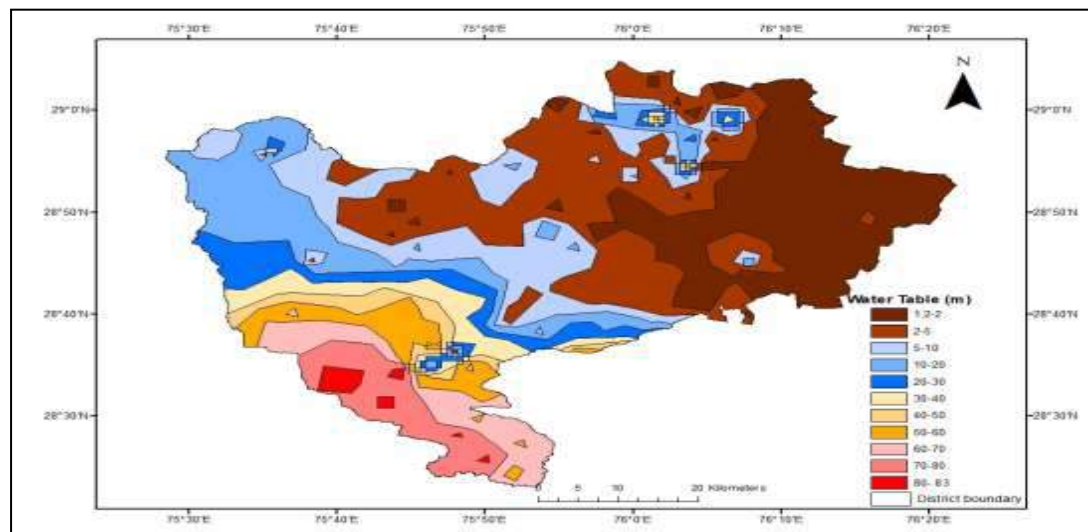 75°30'E 75°40'E 75°50'E 76°0'E 76°10'E 76°20'E
N
29°0'N 29°0'N
28°50'N 28°50'N
Water Table (m)
1.2-2
28°40'N 2-5 28°40'N
5-10
10-20
20-30
30-40
40-50
28°30'N 50-60 28°30'N
60-70
70-80
80- 83
0 5 10 20 Kilometers
District boundary
75°30'E 75°40'E 75°50'E 76°0'E 76°10'E 76°20'E